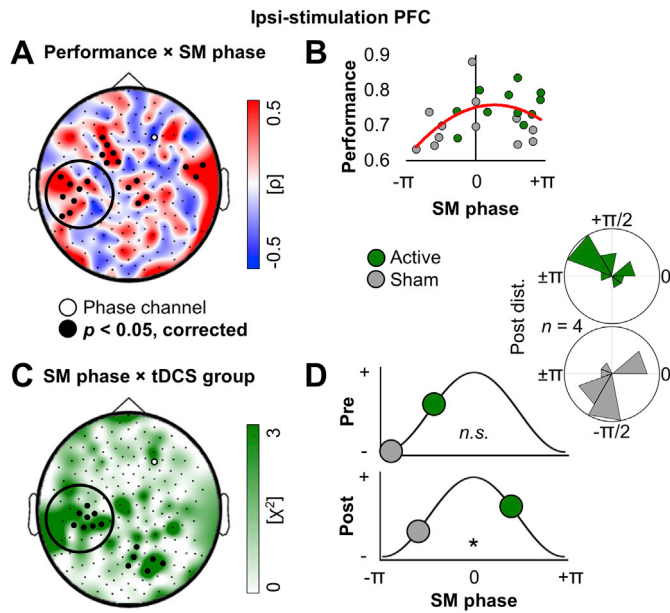 Ipsi-stimulation PFC
A Performance × SM phase
0.5
[ρ]
-0.5
Phase channel
p < 0.05, corrected
B
Performance
0.9
0.8
0.7
0.6
-π 0 +π
SM phase
Active
Sham
Post dist.
+π/2
±π 0
n = 4
±π 0
-π/2
C SM phase × tDCS group
3
[χ²]
0
D
Pre
+
-
n.s.
Post
+
-
*
-π 0 +π
SM phase